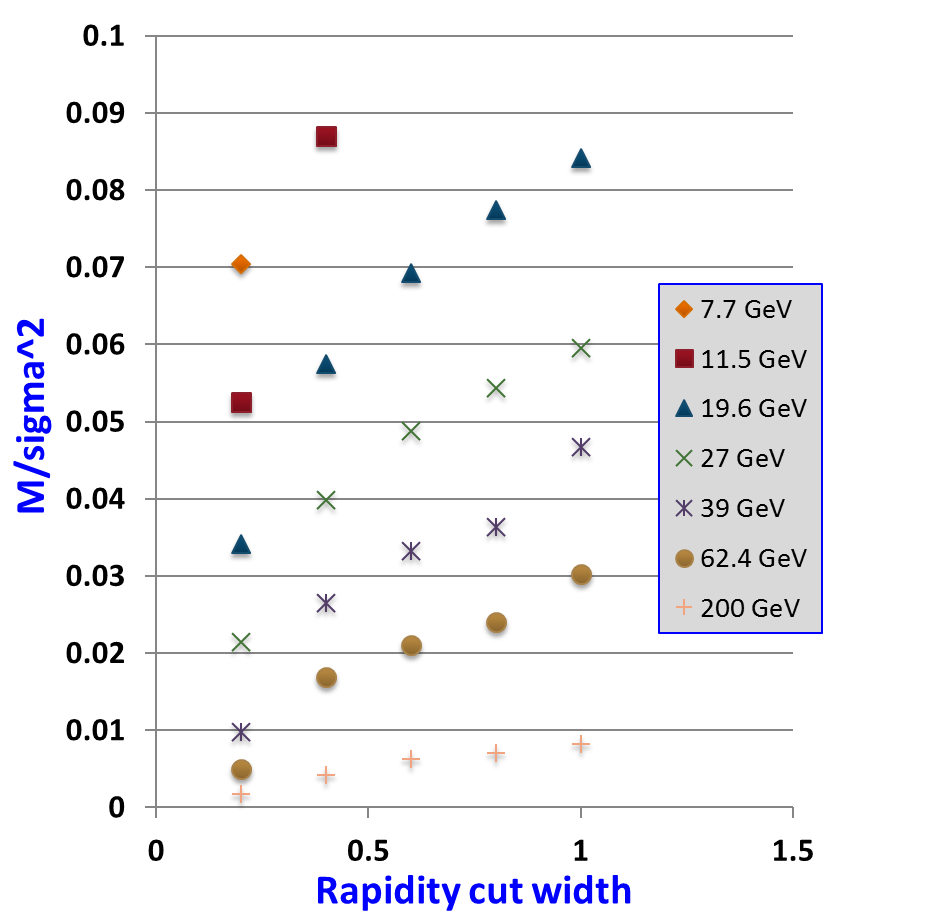 0.1
0.09
0.08
0.07
0.06
0.05
0.04
0.03
0.02
0.01
0
M/sigma^2
0 0.5 1 1.5
Rapidity cut width
7.7 GeV
11.5 GeV
19.6 GeV
27 GeV
39 GeV
62.4 GeV
200 GeV